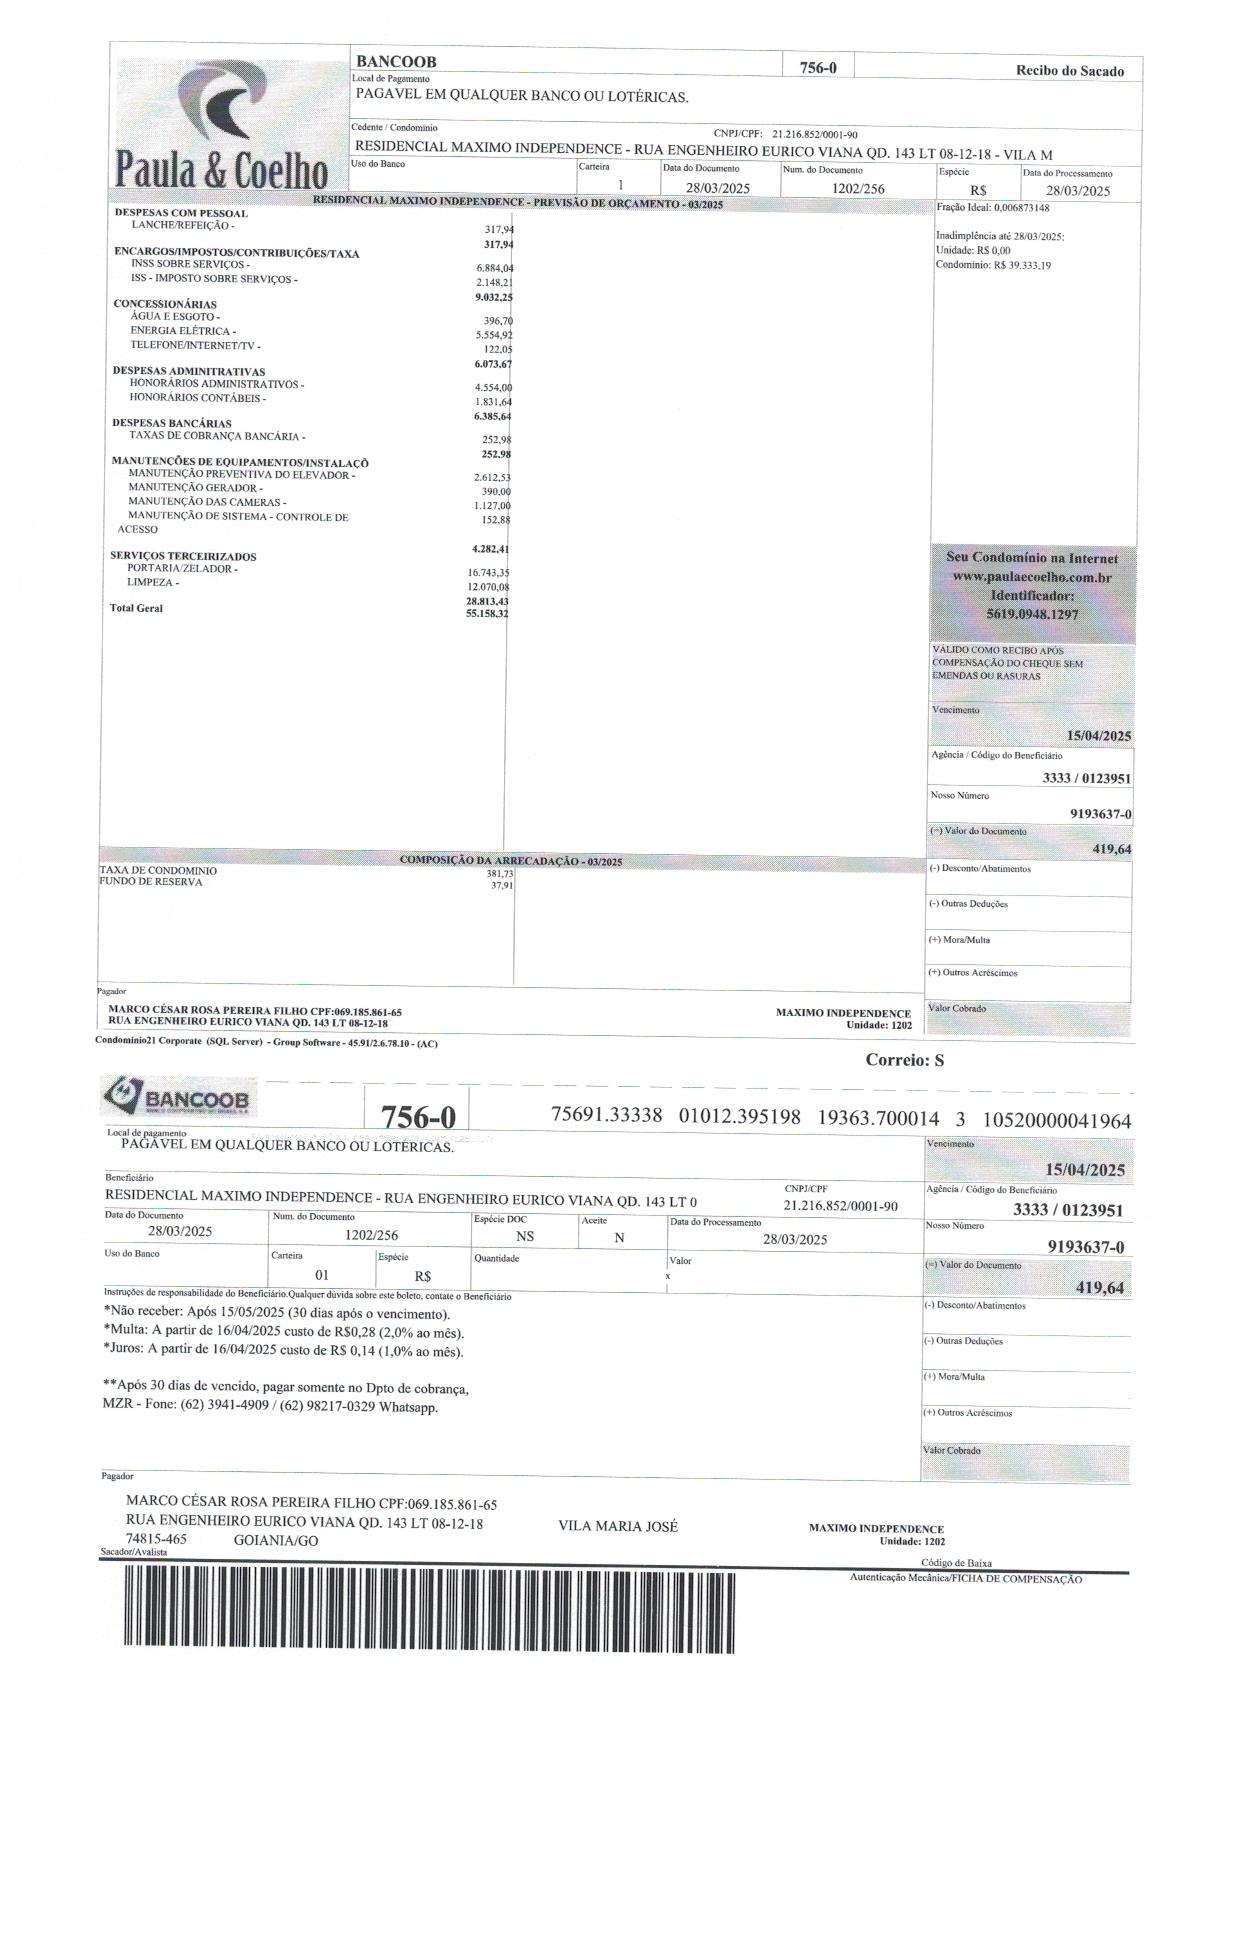 Paula & Coelho
BANCOOB
756-0
Recibo do Sacado
Local de Pagamento
PAGAVEL EM QUALQUER BANCO OU LOTÉRICAS.
Cedente / Condomínio
CNPJ/CPF: 21.216.852/0001-90
RESIDENCIAL MAXIMO INDEPENDENCE - RUA ENGENHEIRO EURICO VIANA QD. 143 LT 08-12-18 - VILA M
Uso do Banco
Carteira
1
Data do Documento
28/03/2025
Num. do Documento
1202/256
Espécie
R$
Data do Processamento
28/03/2025
RESIDENCIAL MAXIMO INDEPENDENCE - PREVISÃO DE ORÇAMENTO - 03/2025
DESPESAS COM PESSOAL
LANCHE/REFEIÇÃO - 317,94
317,94
ENCARGOS/IMPOSTOS/CONTRIBUIÇÕES/TAXA
INSS SOBRE SERVIÇOS - 6.884,04
ISS - IMPOSTO SOBRE SERVIÇOS - 2.148,21
9.032,25
CONCESSIONÁRIAS
ÁGUA E ESGOTO - 396,70
ENERGIA ELÉTRICA - 5.554,92
TELEFONE/INTERNET/TV - 122,05
6.073,67
DESPESAS ADMINITRATIVAS
HONORÁRIOS ADMINISTRATIVOS - 4.554,00
HONORÁRIOS CONTÁBEIS - 1.831,64
6.385,64
DESPESAS BANCÁRIAS
TAXAS DE COBRANÇA BANCÁRIA - 252,98
252,98
MANUTENÇÕES DE EQUIPAMENTOS/INSTALAÇÕ
MANUTENÇÃO PREVENTIVA DO ELEVADOR - 2.612,53
MANUTENÇÃO GERADOR - 390,00
MANUTENÇÃO DAS CAMERAS - 1.127,00
MANUTENÇÃO DE SISTEMA - CONTROLE DE 152,88
ACESSO
4.282,41
SERVIÇOS TERCEIRIZADOS
PORTARIA/ZELADOR - 16.743,35
LIMPEZA - 12.070,08
28.813,43
Total Geral 55.158,32
Fração Ideal: 0,006873148
Inadimplência até 28/03/2025:
Unidade: R$ 0,00
Condominio: R$ 39.333,19
Seu Condomínio na Internet
www.paulaecoelho.com.br
Identificador:
5619.0948.1297
VÁLIDO COMO RECIBO APÓS
COMPENSAÇÃO DO CHEQUE SEM
EMENDAS OU RASURAS
Vencimento
15/04/2025
Agência / Código do Beneficiário
3333 / 0123951
Nosso Número
9193637-0
(=) Valor do Documento
419,64
(-) Desconto/Abatimentos
(-) Outras Deduções
(+) Mora/Multa
(+) Outros Acréscimos
Valor Cobrado
COMPOSIÇÃO DA ARRECADAÇÃO - 03/2025
TAXA DE CONDOMINIO 381,73
FUNDO DE RESERVA 37,91
Pagador
MARCO CÉSAR ROSA PEREIRA FILHO CPF:069.185.861-65
RUA ENGENHEIRO EURICO VIANA QD. 143 LT 08-12-18
MAXIMO INDEPENDENCE
Unidade: 1202
Condomínio21 Corporate (SQL Server) - Group Software - 45.91/2.6.78.10 - (AC)
Correio: S
BANCOOB
756-0
75691.33338 01012.395198 19363.700014 3 10520000041964
Local de pagamento
PAGÁVEL EM QUALQUER BANCO OU LOTERICAS.
Vencimento
15/04/2025
Beneficiário
RESIDENCIAL MAXIMO INDEPENDENCE - RUA ENGENHEIRO EURICO VIANA QD. 143 LT 0
CNPJ/CPF
21.216.852/0001-90
Agência / Código do Beneficiário
3333 / 0123951
Data do Documento
28/03/2025
Num. do Documento
1202/256
Espécie DOC
NS
Aceite
N
Data do Processamento
28/03/2025
Nosso Número
9193637-0
Uso do Banco
Carteira
01
Espécie
R$
Quantidade
Valor
x
(=) Valor do Documento
419,64
Instruções de responsabilidade do Beneficiário.Qualquer dúvida sobre este boleto, contate o Beneficiário
*Não receber: Após 15/05/2025 (30 dias após o vencimento).
*Multa: A partir de 16/04/2025 custo de R$0,28 (2,0% ao mês).
*Juros: A partir de 16/04/2025 custo de R$ 0,14 (1,0% ao mês).
**Após 30 dias de vencido, pagar somente no Dpto de cobrança,
MZR - Fone: (62) 3941-4909 / (62) 98217-0329 Whatsapp.
(-) Desconto/Abatimentos
(-) Outras Deduções
(+) Mora/Multa
(+) Outros Acréscimos
Valor Cobrado
Pagador
MARCO CÉSAR ROSA PEREIRA FILHO CPF:069.185.861-65
RUA ENGENHEIRO EURICO VIANA QD. 143 LT 08-12-18
VILA MARIA JOSÉ
74815-465 GOIANIA/GO
MAXIMO INDEPENDENCE
Unidade: 1202
Sacador/Avalista
Código de Baixa
Autenticação Mecânica/FICHA DE COMPENSAÇÃO